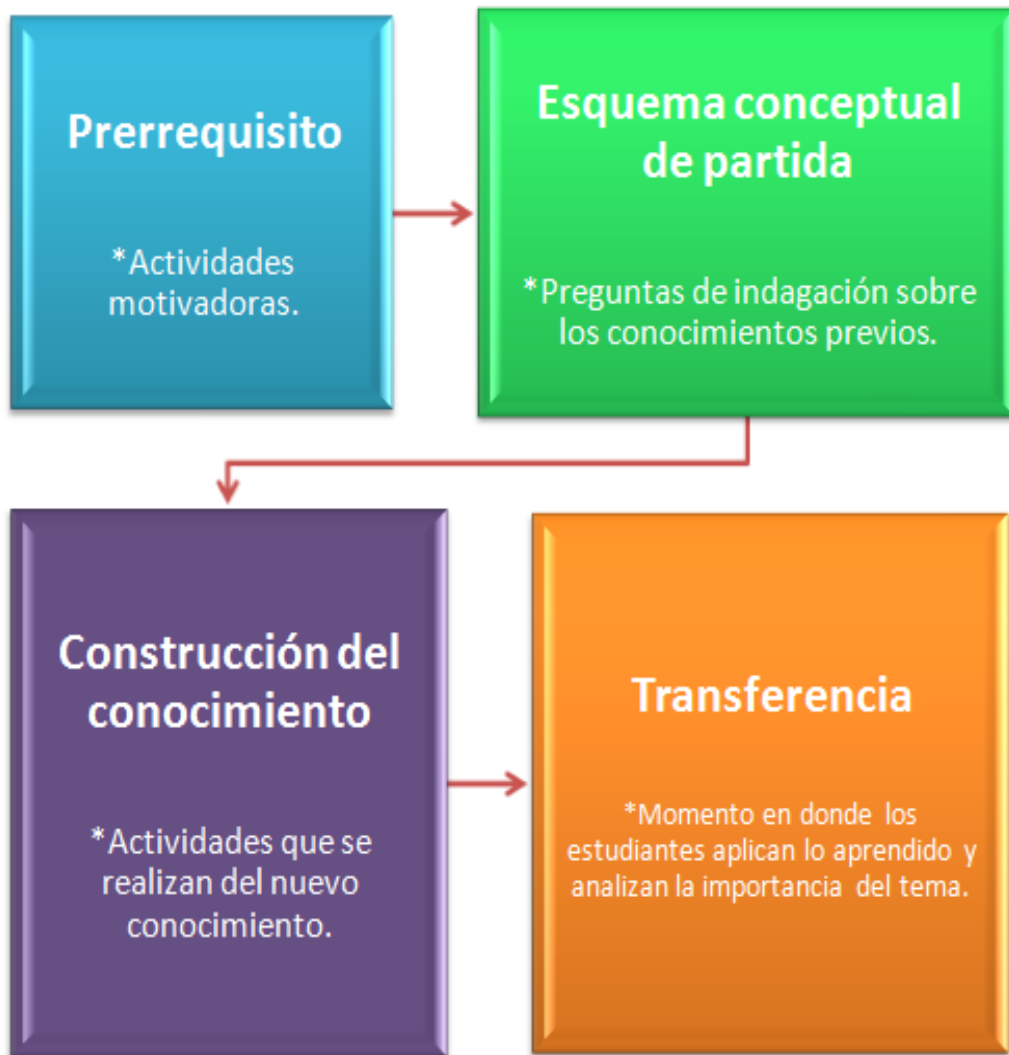 Prerrequisito
*Actividades
motivadoras.
Esquema conceptual
de partida
*Preguntas de indagación sobre
los conocimientos previos.
Construcción del
conocimiento
*Actividades que se
realizan del nuevo
conocimiento.
Transferencia
*Momento en donde los
estudiantes aplican lo aprendido y
analizan la importancia del tema.